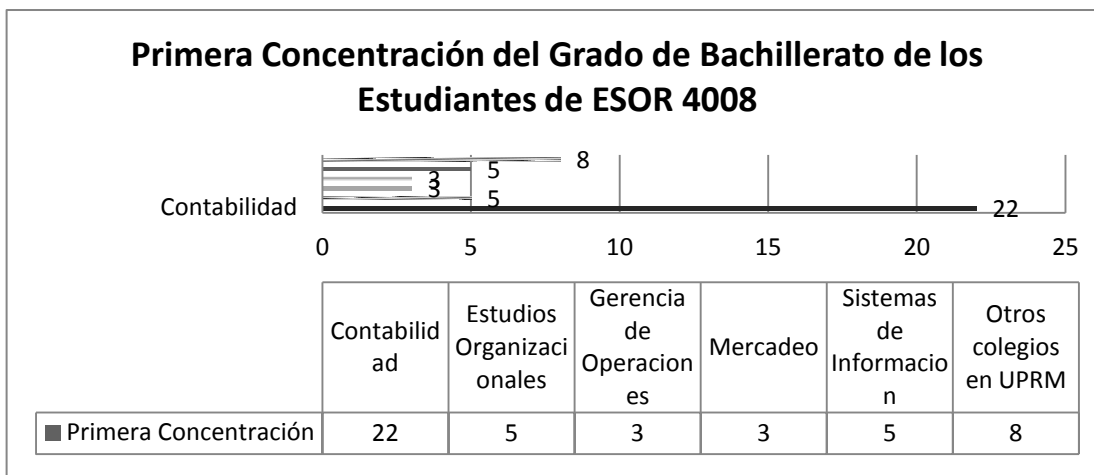 Primera Concentración del Grado de Bachillerato de los
Estudiantes de ESOR 4008
8
5
3
3
5
22
Contabilidad
0 5 10 15 20 25
Contabilid
ad
Estudios
Organizaci
onales
Gerencia
de
Operacion
es
Mercadeo
Sistemas
de
Informacio
n
Otros
colegios
en UPRM
Primera Concentración 22 5 3 3 5 8